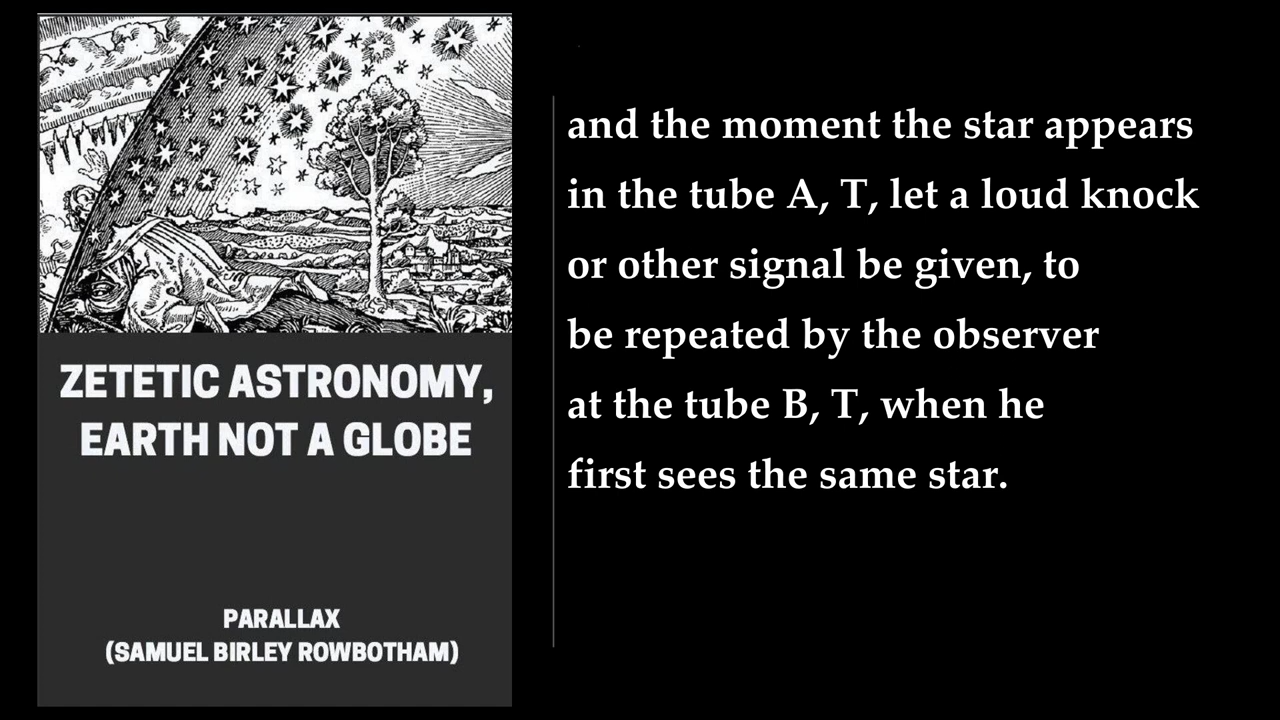 ZETETIC ASTRONOMY,
EARTH NOT A GLOBE
PARALLAX
(SAMUEL BIRLEY ROWBOTHAM)
and the moment the star appears
in the tube A, T, let a loud knock
or other signal be given, to
be repeated by the observer
at the tube B, T, when he
first sees the same star.